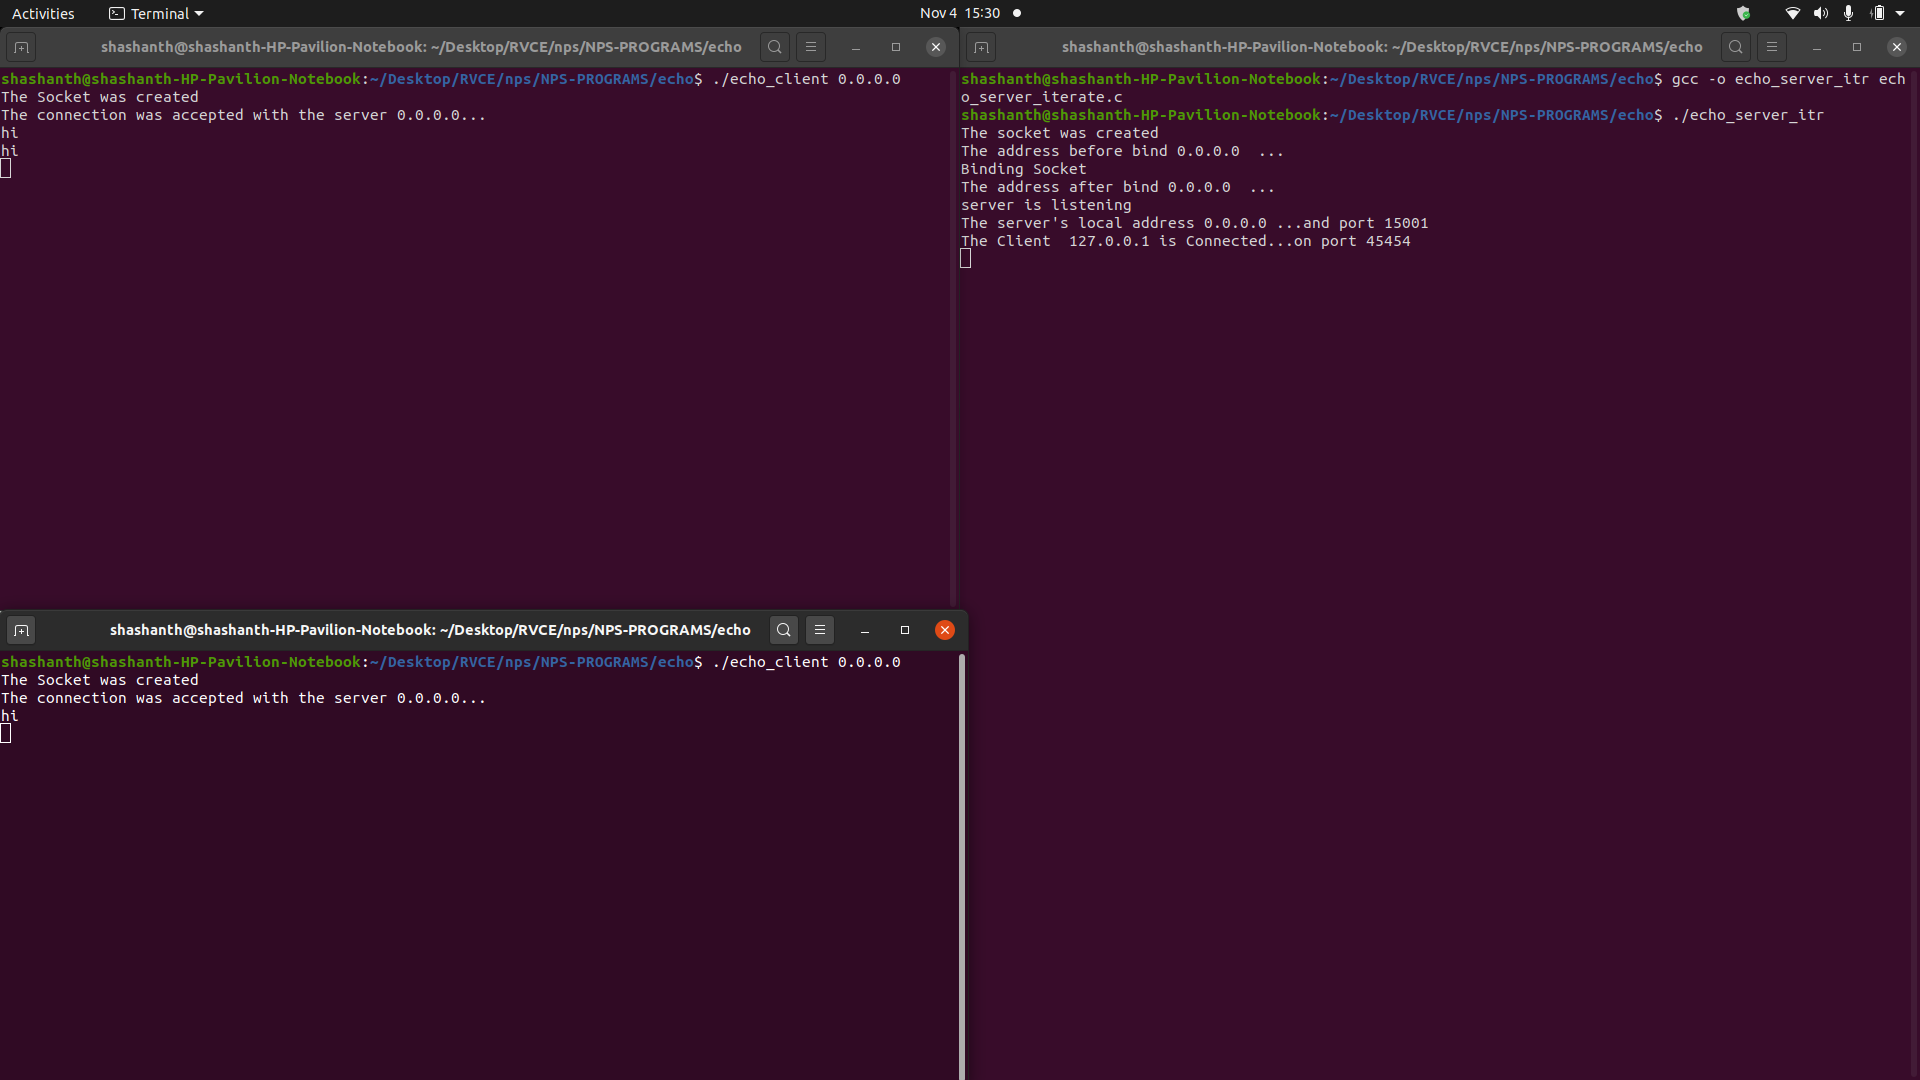 Activities
Terminal
Nov 4 15:30
shashanth@shashanth-HP-Pavilion-Notebook: ~/Desktop/RVCE/nps/NPS-PROGRAMS/echo
shashanth@shashanth-HP-Pavilion-Notebook:~/Desktop/RVCE/nps/NPS-PROGRAMS/echo$ ./echo_client 0.0.0.0
The Socket was created
The connection was accepted with the server 0.0.0.0...
hi
hi
shashanth@shashanth-HP-Pavilion-Notebook: ~/Desktop/RVCE/nps/NPS-PROGRAMS/echo
shashanth@shashanth-HP-Pavilion-Notebook:~/Desktop/RVCE/nps/NPS-PROGRAMS/echo$ gcc -o echo_server_itr ech
o_server_iterate.c
shashanth@shashanth-HP-Pavilion-Notebook:~/Desktop/RVCE/nps/NPS-PROGRAMS/echo$ ./echo_server_itr
The socket was created
The address before bind 0.0.0.0  ...
Binding Socket
The address after bind 0.0.0.0  ...
server is listening
The server's local address 0.0.0.0 ...and port 15001
The Client  127.0.0.1 is Connected...on port 45454
shashanth@shashanth-HP-Pavilion-Notebook: ~/Desktop/RVCE/nps/NPS-PROGRAMS/echo
shashanth@shashanth-HP-Pavilion-Notebook:~/Desktop/RVCE/nps/NPS-PROGRAMS/echo$ ./echo_client 0.0.0.0
The Socket was created
The connection was accepted with the server 0.0.0.0...
hi